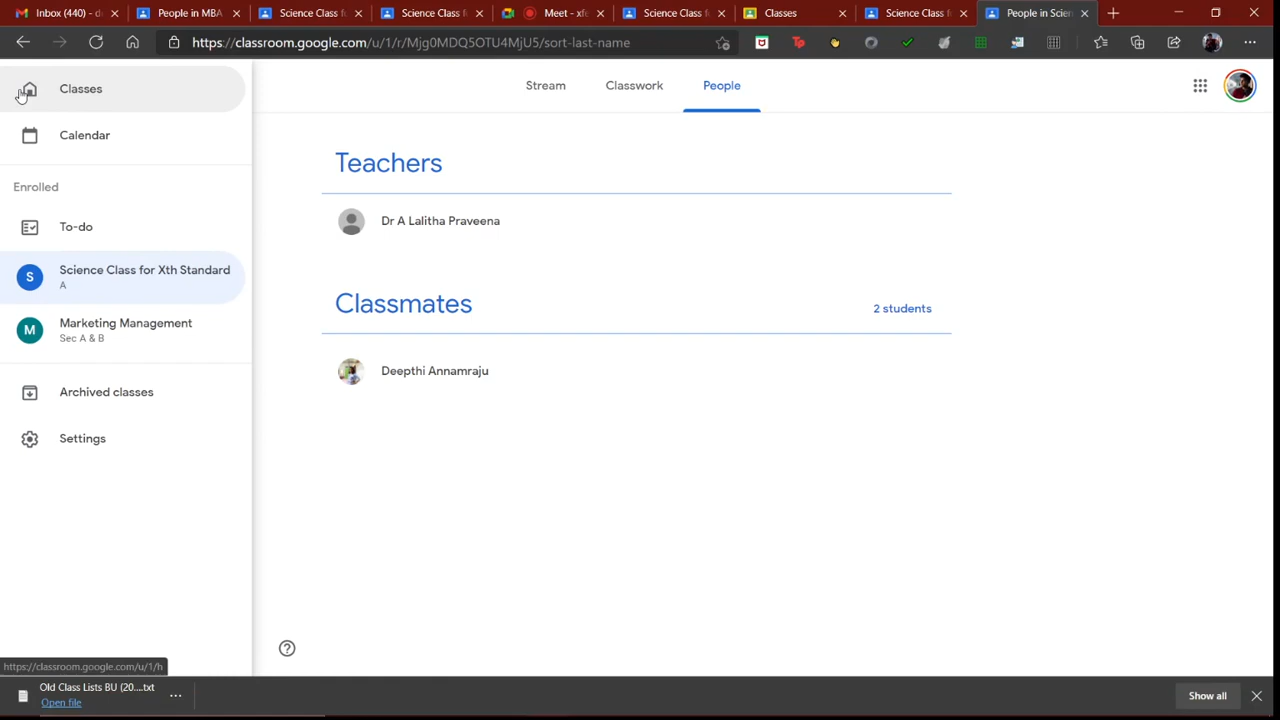 Inbox (440) - d
People in MBA
Science Class f
Science Class f
Meet - xfe
Science Class f
Classes
Science Class f
People in Scien
https://classroom.google.com/u/1/r/Mjg0MDQ5OTU4MjU5/sort-last-name
Classes
Stream
Classwork
People
Calendar
Teachers
Enrolled
Dr A Lalitha Praveena
To-do
S
Science Class for Xth Standard
A
Classmates
2 students
M
Marketing Management
Sec A & B
Deepthi Annamraju
Archived classes
Settings
https://classroom.google.com/u/1/h
Old Class Lists BU (20....txt
Open file
Show all